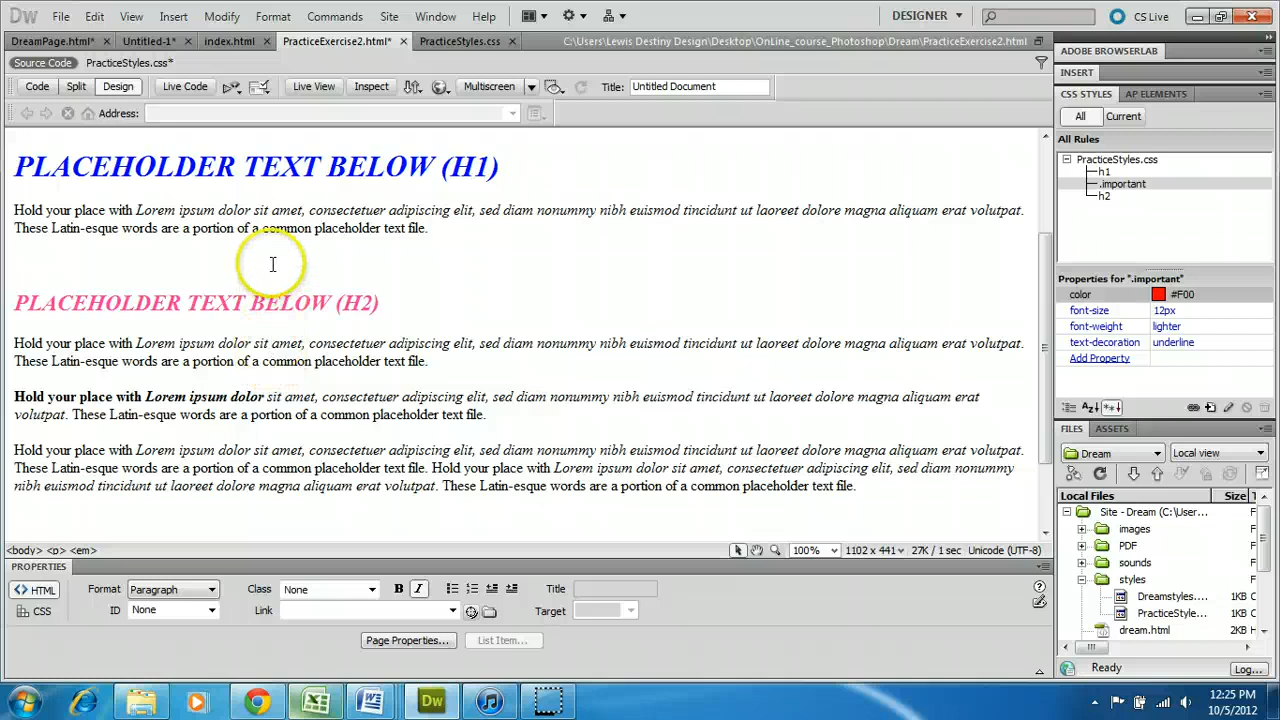 Dw File Edit View Insert Modify Format Commands Site Window Help DESIGNER CS Live
DreamPage.html* Untitled-1* index.html PracticeExercise2.html* PracticeStyles.css C:\Users\Lewis Destiny Design\Desktop\OnLine_course_Photoshop\Dream\PracticeExercise2.html
Source Code PracticeStyles.css*
Code Split Design Live Code Live View Inspect Multiscreen Title: Untitled Document
Address:
PLACEHOLDER TEXT BELOW (H1)
Hold your place with Lorem ipsum dolor sit amet, consectetuer adipiscing elit, sed diam nonummy nibh euismod tincidunt ut laoreet dolore magna aliquam erat volutpat.
These Latin-esque words are a portion of a common placeholder text file.
PLACEHOLDER TEXT BELOW (H2)
Hold your place with Lorem ipsum dolor sit amet, consectetuer adipiscing elit, sed diam nonummy nibh euismod tincidunt ut laoreet dolore magna aliquam erat volutpat.
These Latin-esque words are a portion of a common placeholder text file.
Hold your place with Lorem ipsum dolor sit amet, consectetuer adipiscing elit, sed diam nonummy nibh euismod tincidunt ut laoreet dolore magna aliquam erat
volutpat. These Latin-esque words are a portion of a common placeholder text file.
Hold your place with Lorem ipsum dolor sit amet, consectetuer adipiscing elit, sed diam nonummy nibh euismod tincidunt ut laoreet dolore magna aliquam erat volutpat.
These Latin-esque words are a portion of a common placeholder text file. Hold your place with Lorem ipsum dolor sit amet, consectetuer adipiscing elit, sed diam nonummy
nibh euismod tincidunt ut laoreet dolore magna aliquam erat volutpat. These Latin-esque words are a portion of a common placeholder text file.
<body> <p> <em> 100% 1102 x 441 27K / 1 sec Unicode (UTF-8)
PROPERTIES
HTML Format Paragraph Class None B I Title
CSS ID None Link Target
Page Properties... List Item...
ADOBE BROWSERLAB
INSERT
CSS STYLES AP ELEMENTS
All Current
All Rules
PracticeStyles.css
h1
.important
h2
Properties for ".important"
color #F00
font-size 12px
font-weight lighter
text-decoration underline
Add Property
FILES ASSETS
Dream Local view
Local Files Size T
Site - Dream (C:\User... F
images F
PDF F
sounds F
styles F
Dreamstyles.... 1KB C
PracticeStyle... 1KB C
dream.html 2KB H
Ready Log...
Dw 12:25 PM
10/5/2012